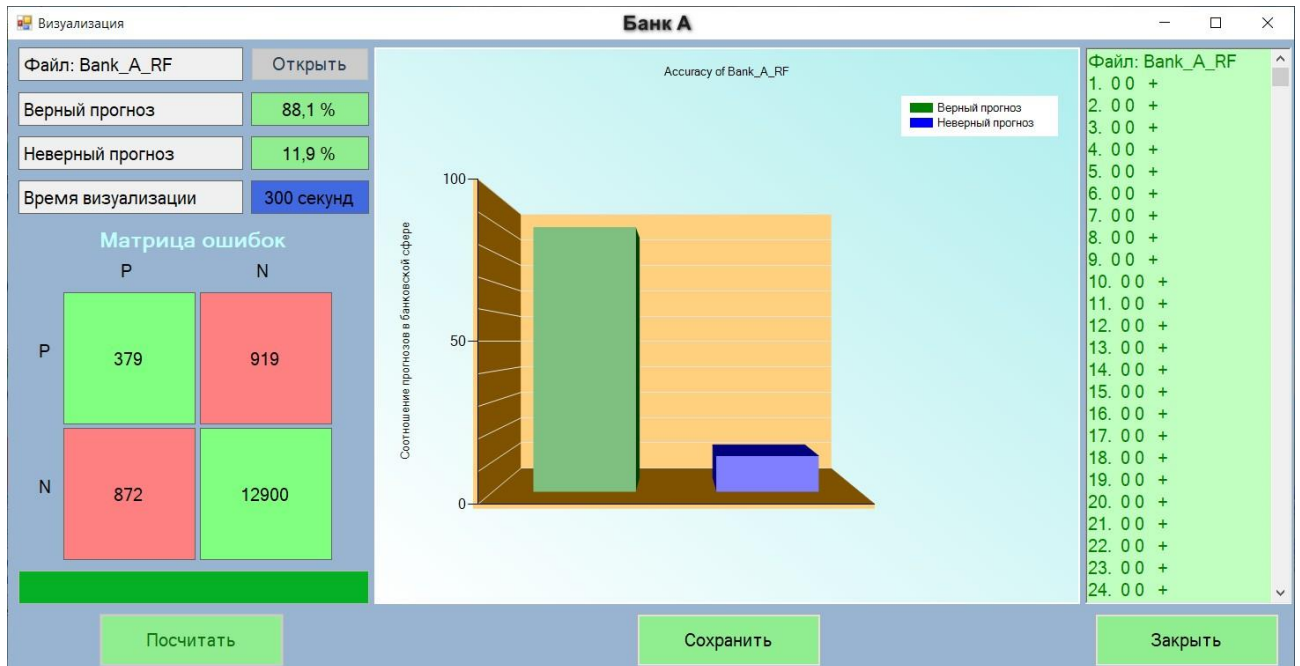 Визуализация
Банк А
Файл: Bank_A_RF
Открыть
Верный прогноз
88,1 %
Неверный прогноз
11,9 %
Время визуализации
300 секунд
Матрица ошибок
P N
P 379 919
N 872 12900
Посчитать
Accuracy of Bank_A_RF
Верный прогноз
Неверный прогноз
Соотношение прогнозов в банковской сфере
100
50
0
Сохранить
Файл: Bank_A_RF
1. 0 0 +
2. 0 0 +
3. 0 0 +
4. 0 0 +
5. 0 0 +
6. 0 0 +
7. 0 0 +
8. 0 0 +
9. 0 0 +
10. 0 0 +
11. 0 0 +
12. 0 0 +
13. 0 0 +
14. 0 0 +
15. 0 0 +
16. 0 0 +
17. 0 0 +
18. 0 0 +
19. 0 0 +
20. 0 0 +
21. 0 0 +
22. 0 0 +
23. 0 0 +
24. 0 0 +
Закрыть